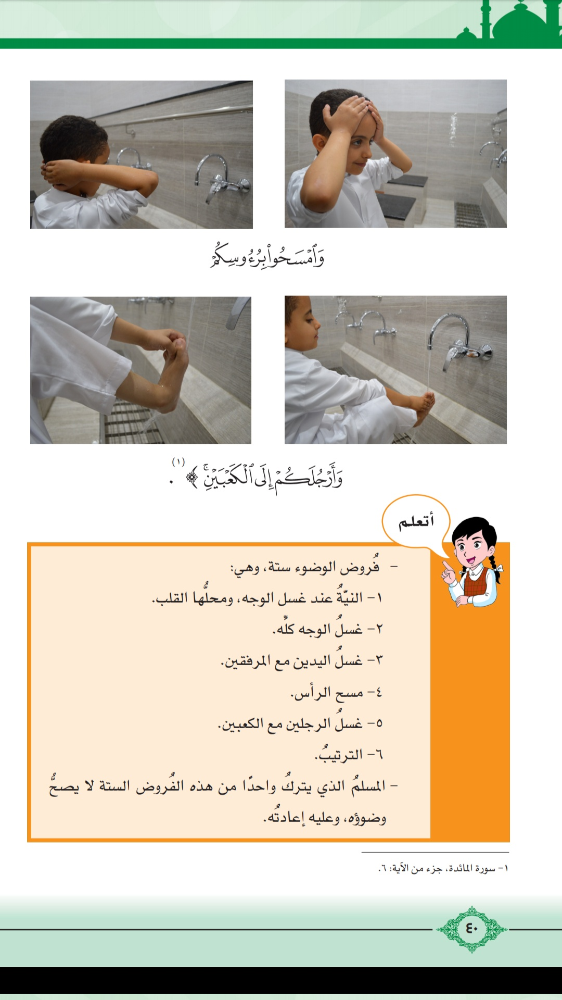 وَٱمۡسَحُواْ بِرُءُوسِكُمۡ
وَأَرۡجُلَكُمۡ إِلَى ٱلۡكَعۡبَيۡنِۚ ﴾ (١) .
أتعلم
- فُروض الوضوء ستة، وهي:
١- النيّةُ عند غسل الوجه، ومحلُّها القلب.
٢- غسلُ الوجه كلِّه.
٣- غسلُ اليدين مع المرفقين.
٤- مسح الرأس.
٥- غسلُ الرجلين مع الكعبين.
٦- الترتيبُ.
- المسلمُ الذي يتركُ واحدًا من هذه الفُروض الستة لا يصحُّ
وضوؤه، وعليه إعادتُه.
١- سورة المائدة، جزء من الآية: ٦.
٤٠